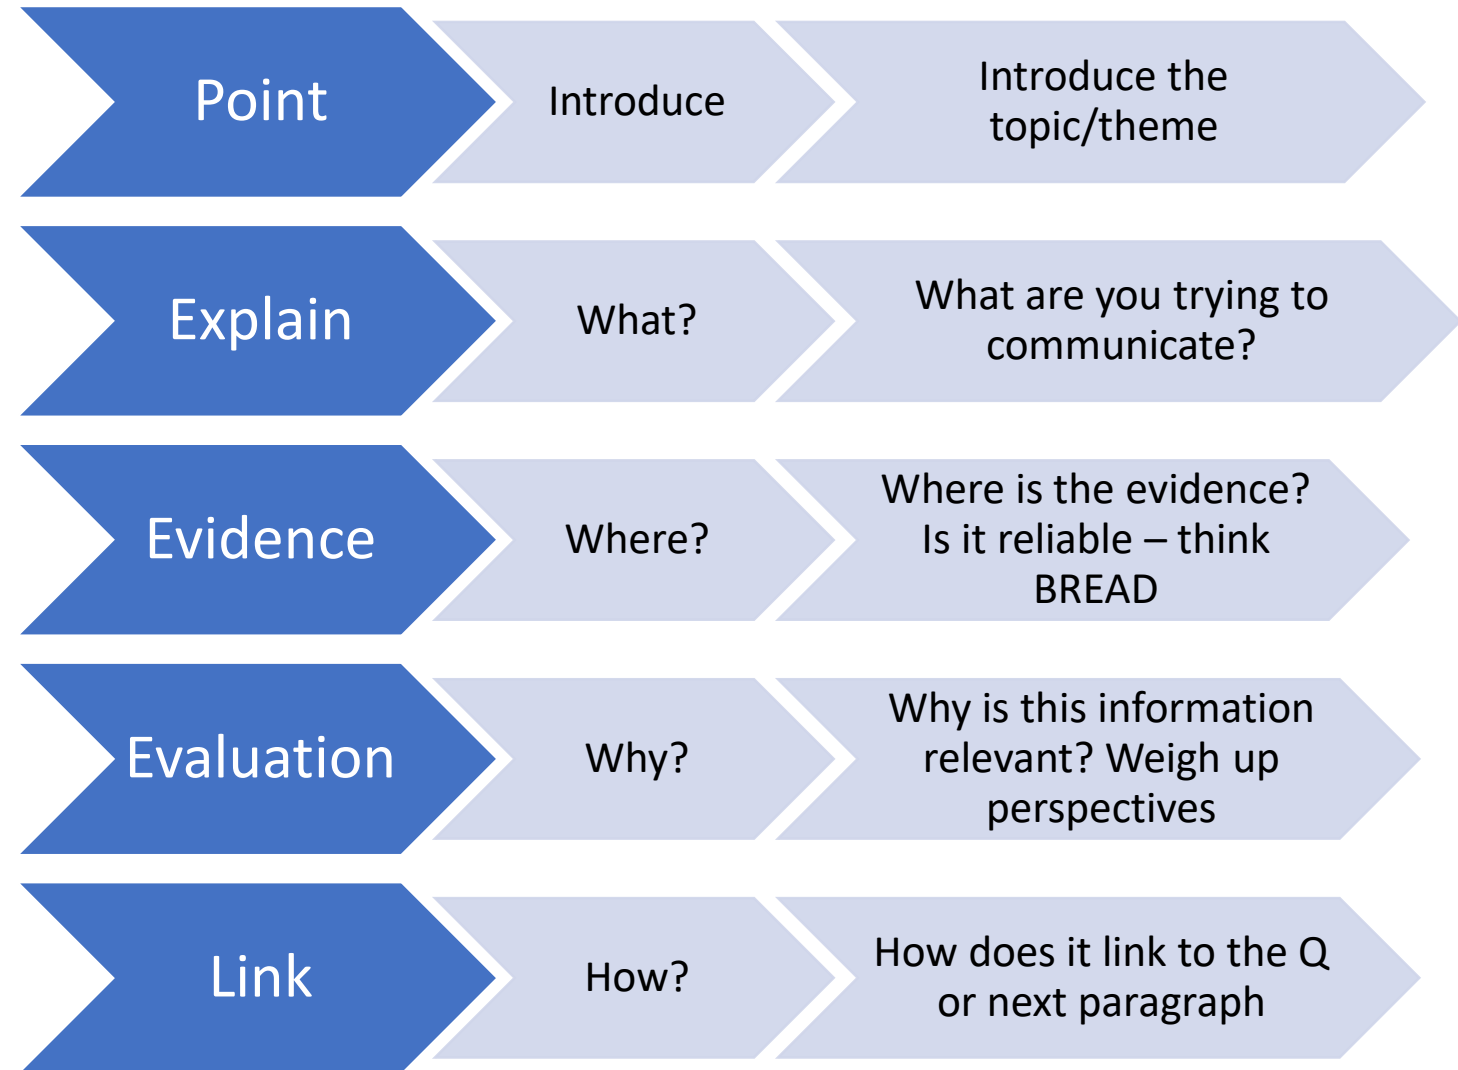 Point
Introduce
Introduce the
topic/theme
Explain
What?
What are you trying to
communicate?
Evidence
Where?
Where is the evidence?
Is it reliable – think
BREAD
Evaluation
Why?
Why is this information
relevant? Weigh up
perspectives
Link
How?
How does it link to the Q
or next paragraph